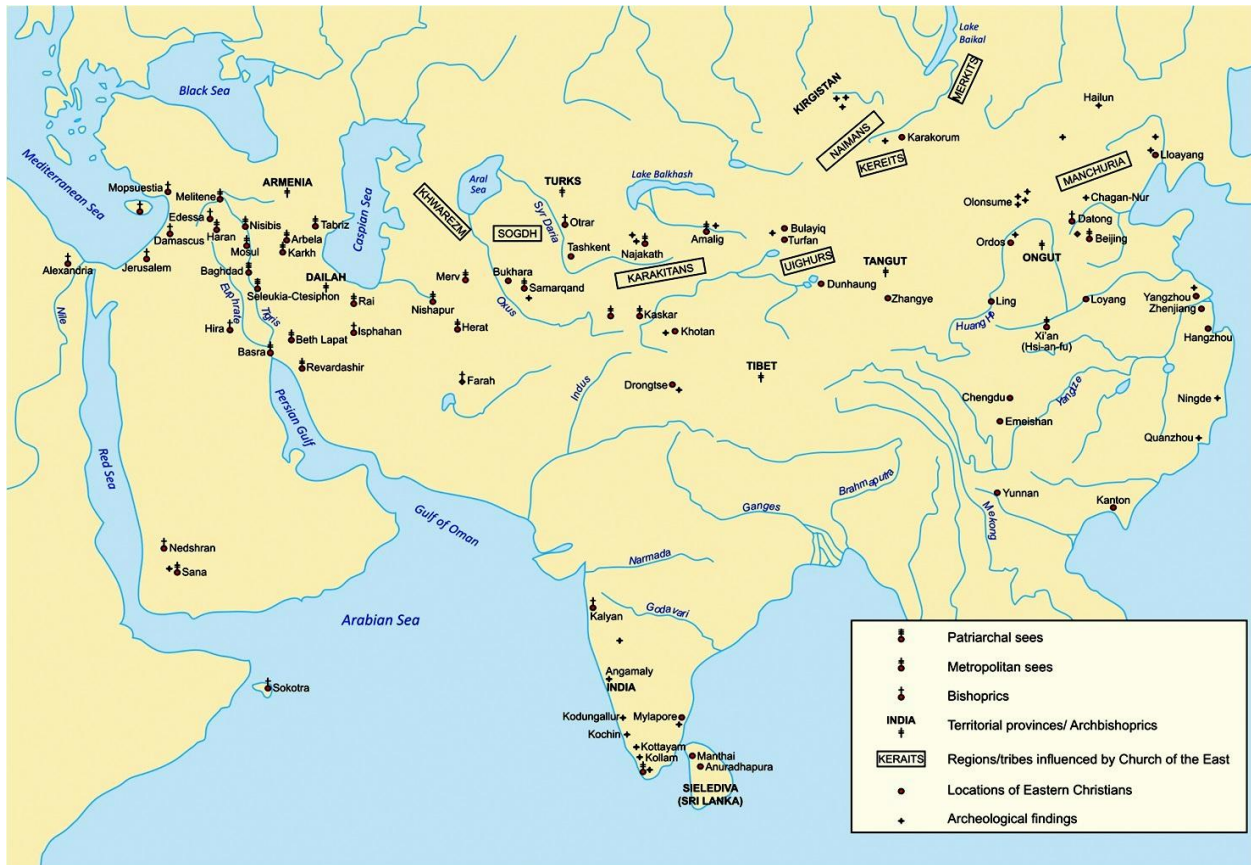 Lake
Baikal
Black Sea
MERKITS
KIRGISTAN
Hailun
NAIMANS
Karakorum
KEREITS
Lloayang
Mediterranean Sea
Mopsuestia
Melitene
ARMENIA
Caspian Sea
KHWAREZM
Aral
Sea
TURKS
Lake Balkhash
MANCHURIA
Olonsume
Chagan-Nur
Edessa
Haran
Nisibis
Tabriz
Syr Daria
Otrar
Datong
Damascus
Arbela
Mosul
Karkh
SOGDH
Najakath
Amalig
Bulayiq
Turfan
Ordos
Beijing
Alexandria
Jerusalem
Baghdad
DAILAH
Tashkent
UIGHURS
TANGUT
ONGUT
Merv
Bukhara
Samarqand
KARAKITANS
Dunhaung
Seleukia-Ctesiphon
Rai
Nishapur
Oxus
Zhangye
Ling
Loyang
Yangzhou
Zhenjiang
Nile
Euphrate
Tigris
Hira
Isphahan
Herat
Kaskar
Khotan
Huang Ho
Xi'an
(Hsi-an-fu)
Hangzhou
Beth Lapat
Basra
Revardashir
Farah
Indus
Drongtse
TIBET
Chengdu
Yangtze
Ningde
Emeishan
Persian Gulf
Quanzhou
Red Sea
Brahmaputra
Yunnan
Kanton
Ganges
Mekong
Gulf of Oman
Nedshran
Sana
Narmada
Kalyan
Godavari
Arabian Sea
Angamaly
INDIA
Sokotra
Kodungallur
Mylapore
Kochin
Kottayam
Kollam
Manthai
Anuradhapura
SIELEDIVA
(SRI LANKA)
Patriarchal sees
Metropolitan sees
Bishoprics
INDIA Territorial provinces/ Archbishoprics
KERAITS Regions/tribes influenced by Church of the East
Locations of Eastern Christians
Archeological findings